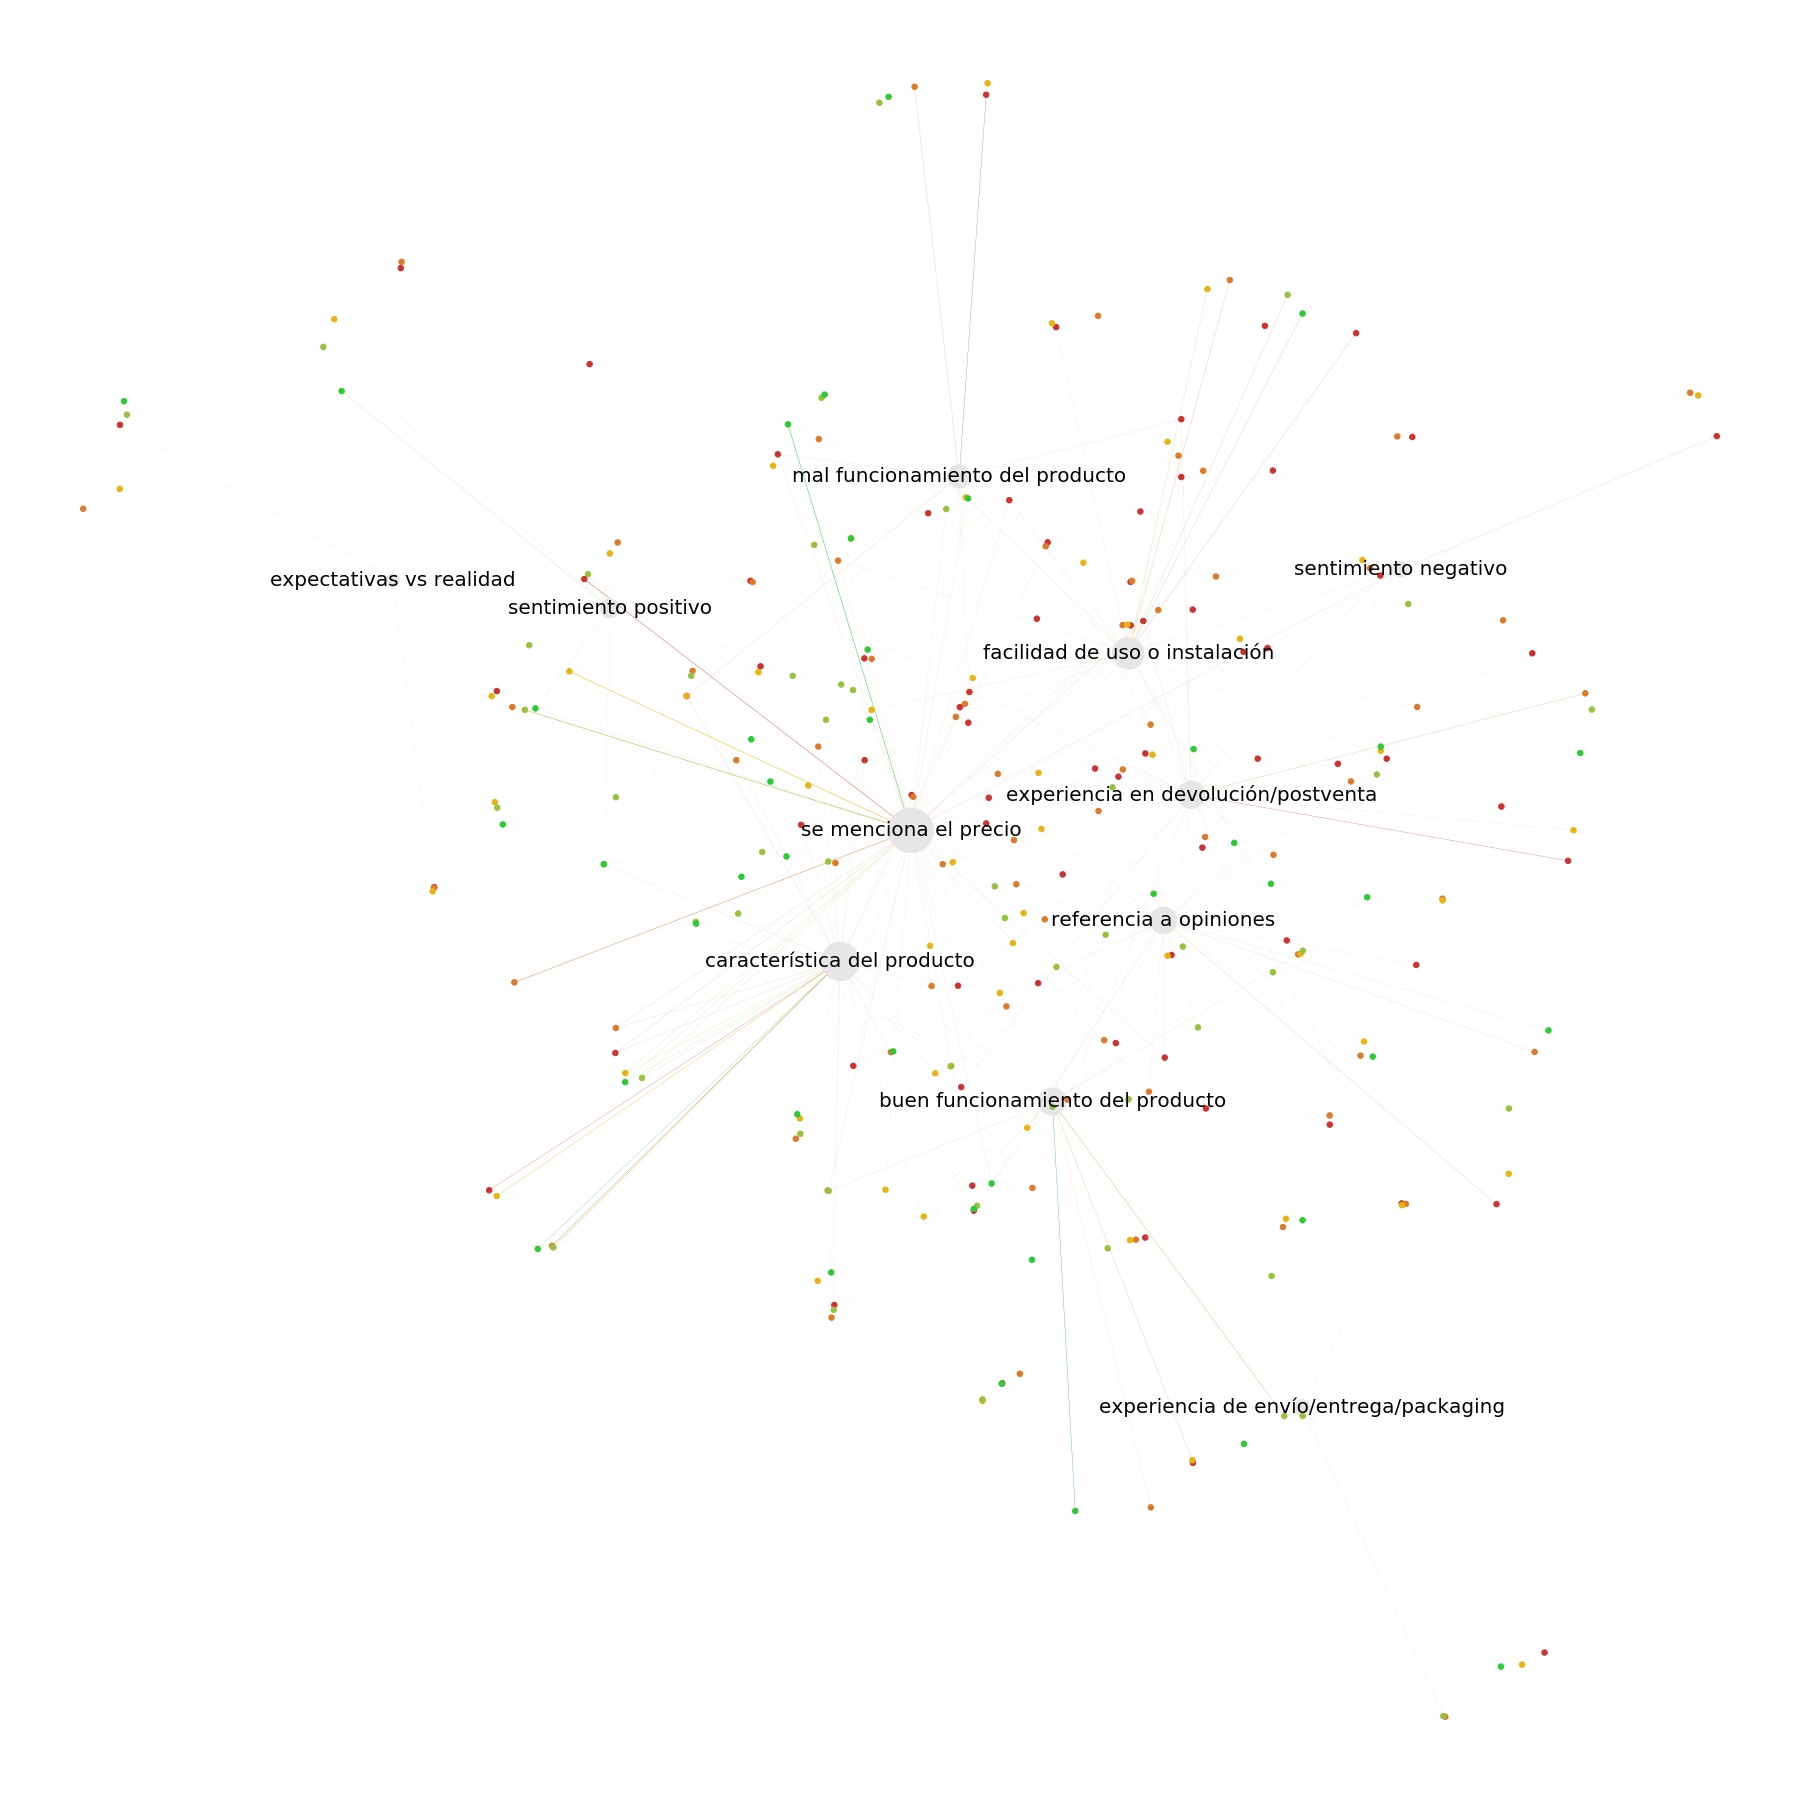 mal funcionamiento del producto
sentimiento negativo
expectativas vs realidad
sentimiento positivo
facilidad de uso o instalación
experiencia en devolución/postventa
se menciona el precio
referencia a opiniones
característica del producto
buen funcionamiento del producto
experiencia de envío/entrega/packaging